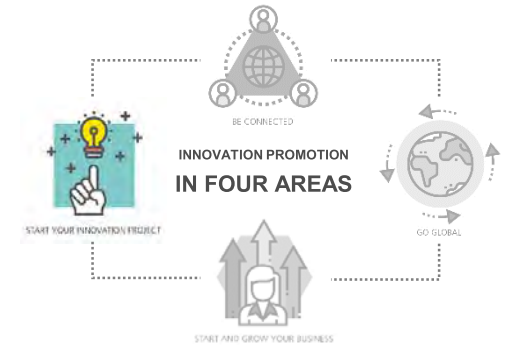 BE CONNECTED
INNOVATION PROMOTION
IN FOUR AREAS
START YOUR INNOVATION PROJECT
GO GLOBAL
START AND GROW YOUR BUSINESS